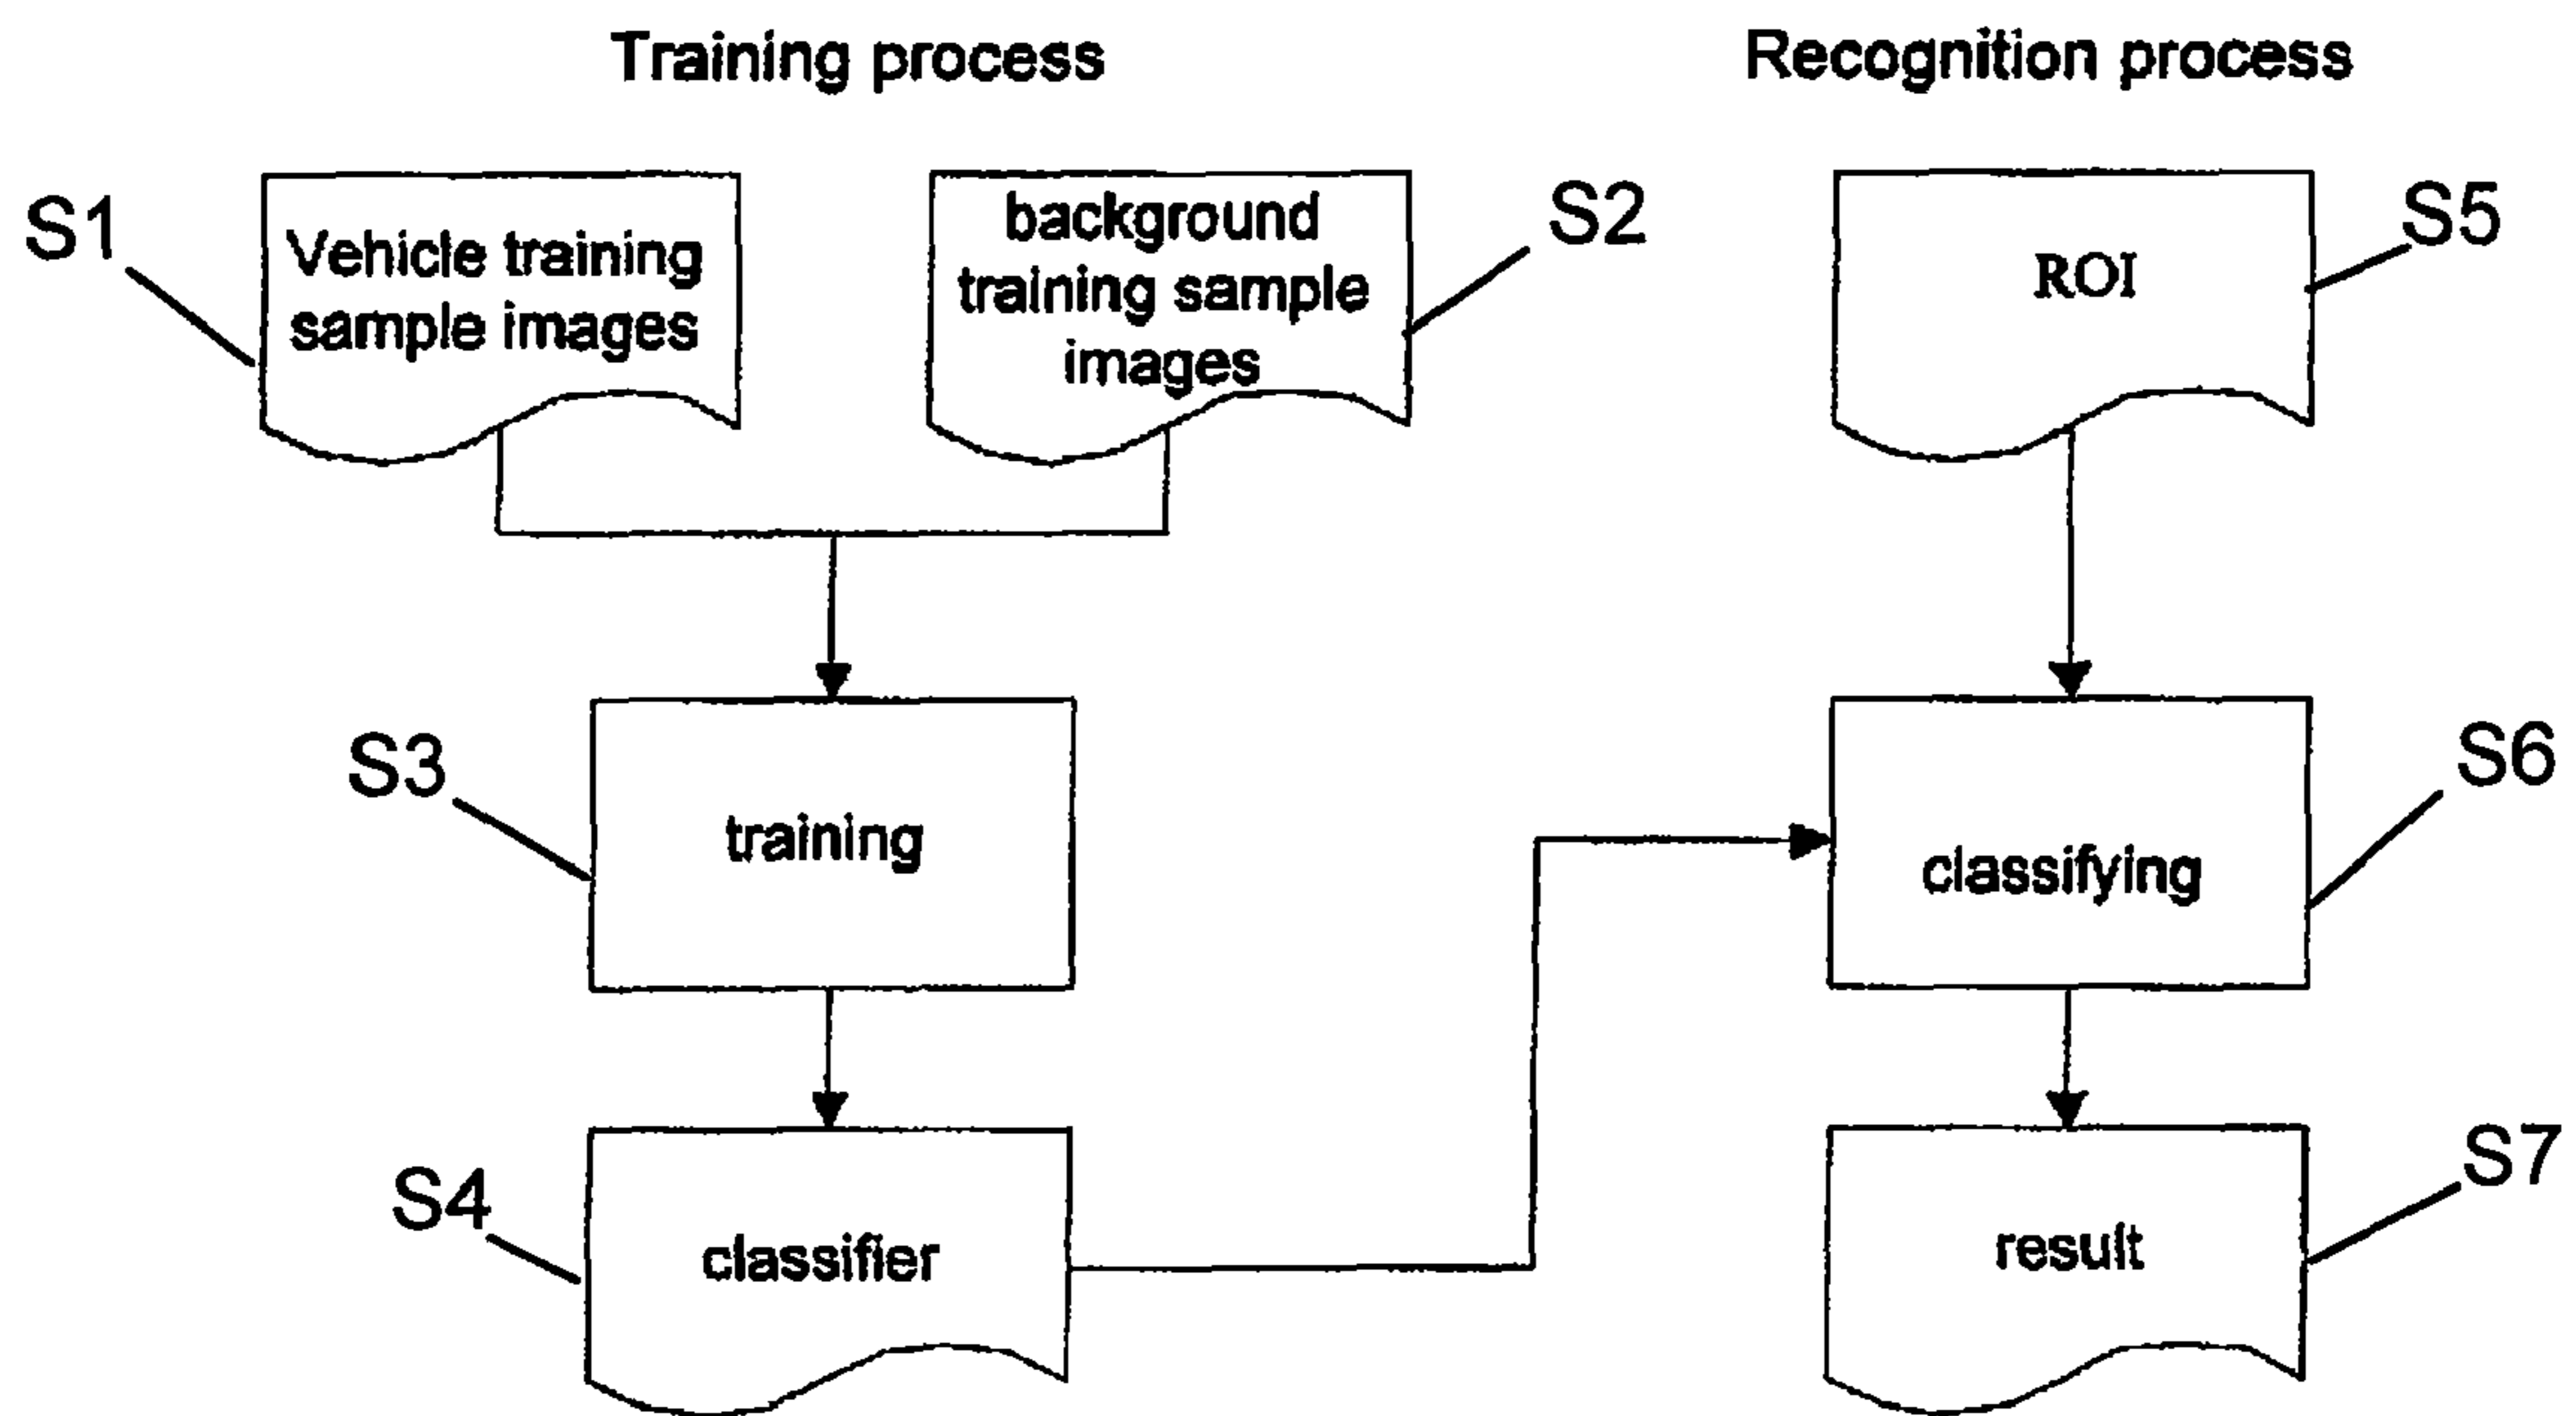 Training process
Recognition process
S1
Vehicle training
sample images
background
training sample
images
S2
ROI
S5
S3
training
classifying
S6
S4
classifier
result
S7